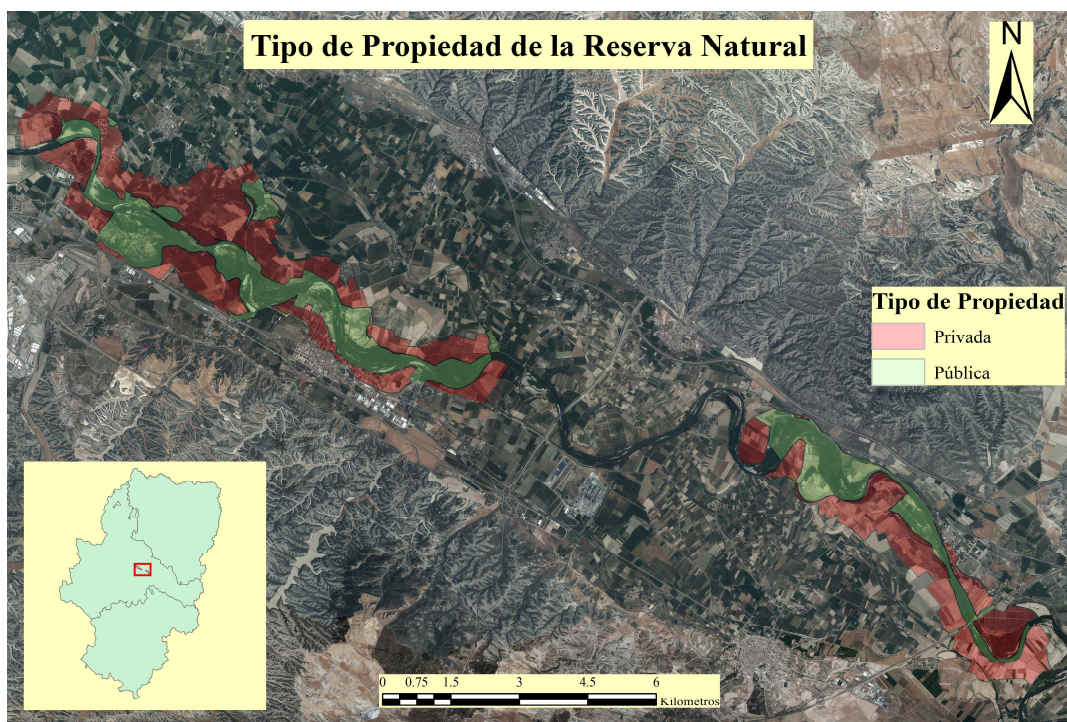 Tipo de Propiedad de la Reserva Natural
N
Tipo de Propiedad
Privada
Pública
0 0.75 1.5 3 4.5 6
Kilometros